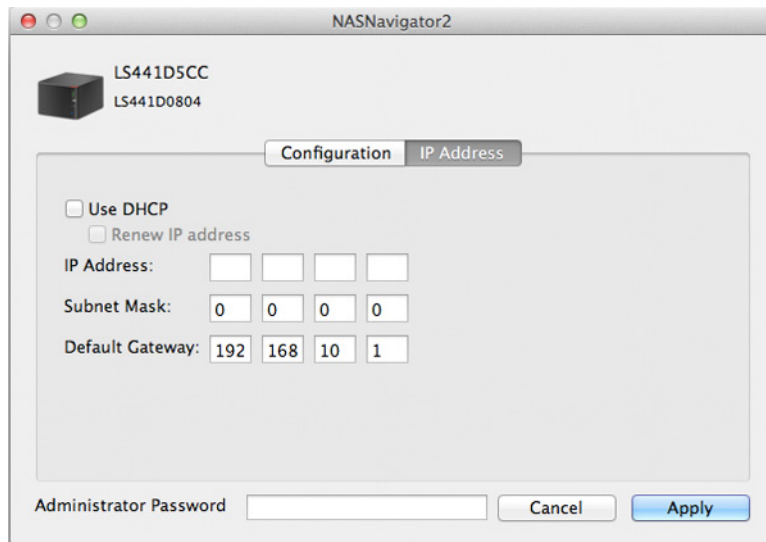 NASNavigator2
LS441D5CC
LS441D0804
Configuration IP Address
Use DHCP
Renew IP address
IP Address:
Subnet Mask: 0 0 0 0
Default Gateway: 192 168 10 1
Administrator Password Cancel Apply